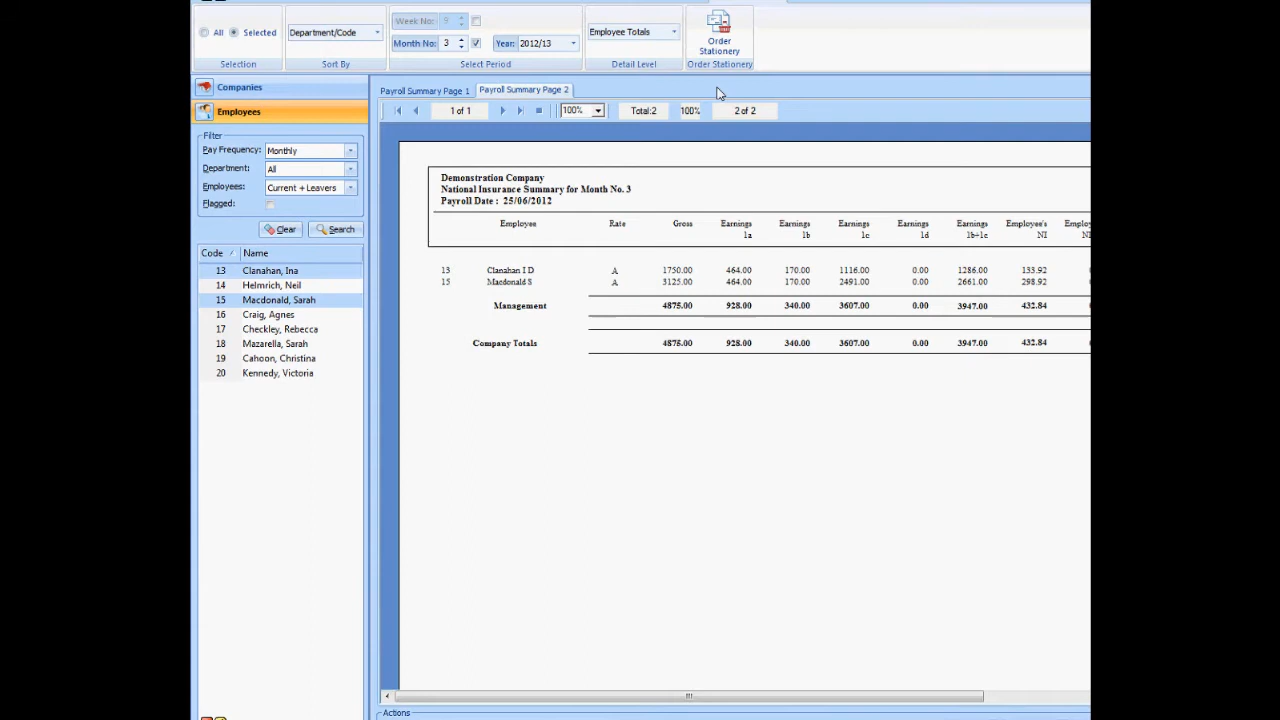 All Selected
Selection
Department/Code
Sort By
Week No: 9
Month No: 3 Year: 2012/13
Select Period
Employee Totals
Detail Level
Order
Stationery
Order Stationery
Companies
Employees
Filter
Pay Frequency: Monthly
Department: All
Employees: Current + Leavers
Flagged:
Clear Search
Code Name
13 Clanahan, Ina
14 Helmrich, Neil
15 Macdonald, Sarah
16 Craig, Agnes
17 Checkley, Rebecca
18 Mazarella, Sarah
19 Cahoon, Christina
20 Kennedy, Victoria
Payroll Summary Page 1 Payroll Summary Page 2
1 of 1 100% Total:2 100% 2 of 2
Demonstration Company
National Insurance Summary for Month No. 3
Payroll Date : 25/06/2012
Employee Rate Gross Earnings Earnings Earnings Earnings Earnings Employee's
1a 1b 1c 1d 1b+1c NI
13 Clanahan I D A 1750.00 464.00 170.00 1116.00 0.00 1286.00 133.92
15 Macdonald S A 3125.00 464.00 170.00 2491.00 0.00 2661.00 298.92
Management 4875.00 928.00 340.00 3607.00 0.00 3947.00 432.84
Company Totals 4875.00 928.00 340.00 3607.00 0.00 3947.00 432.84
Actions